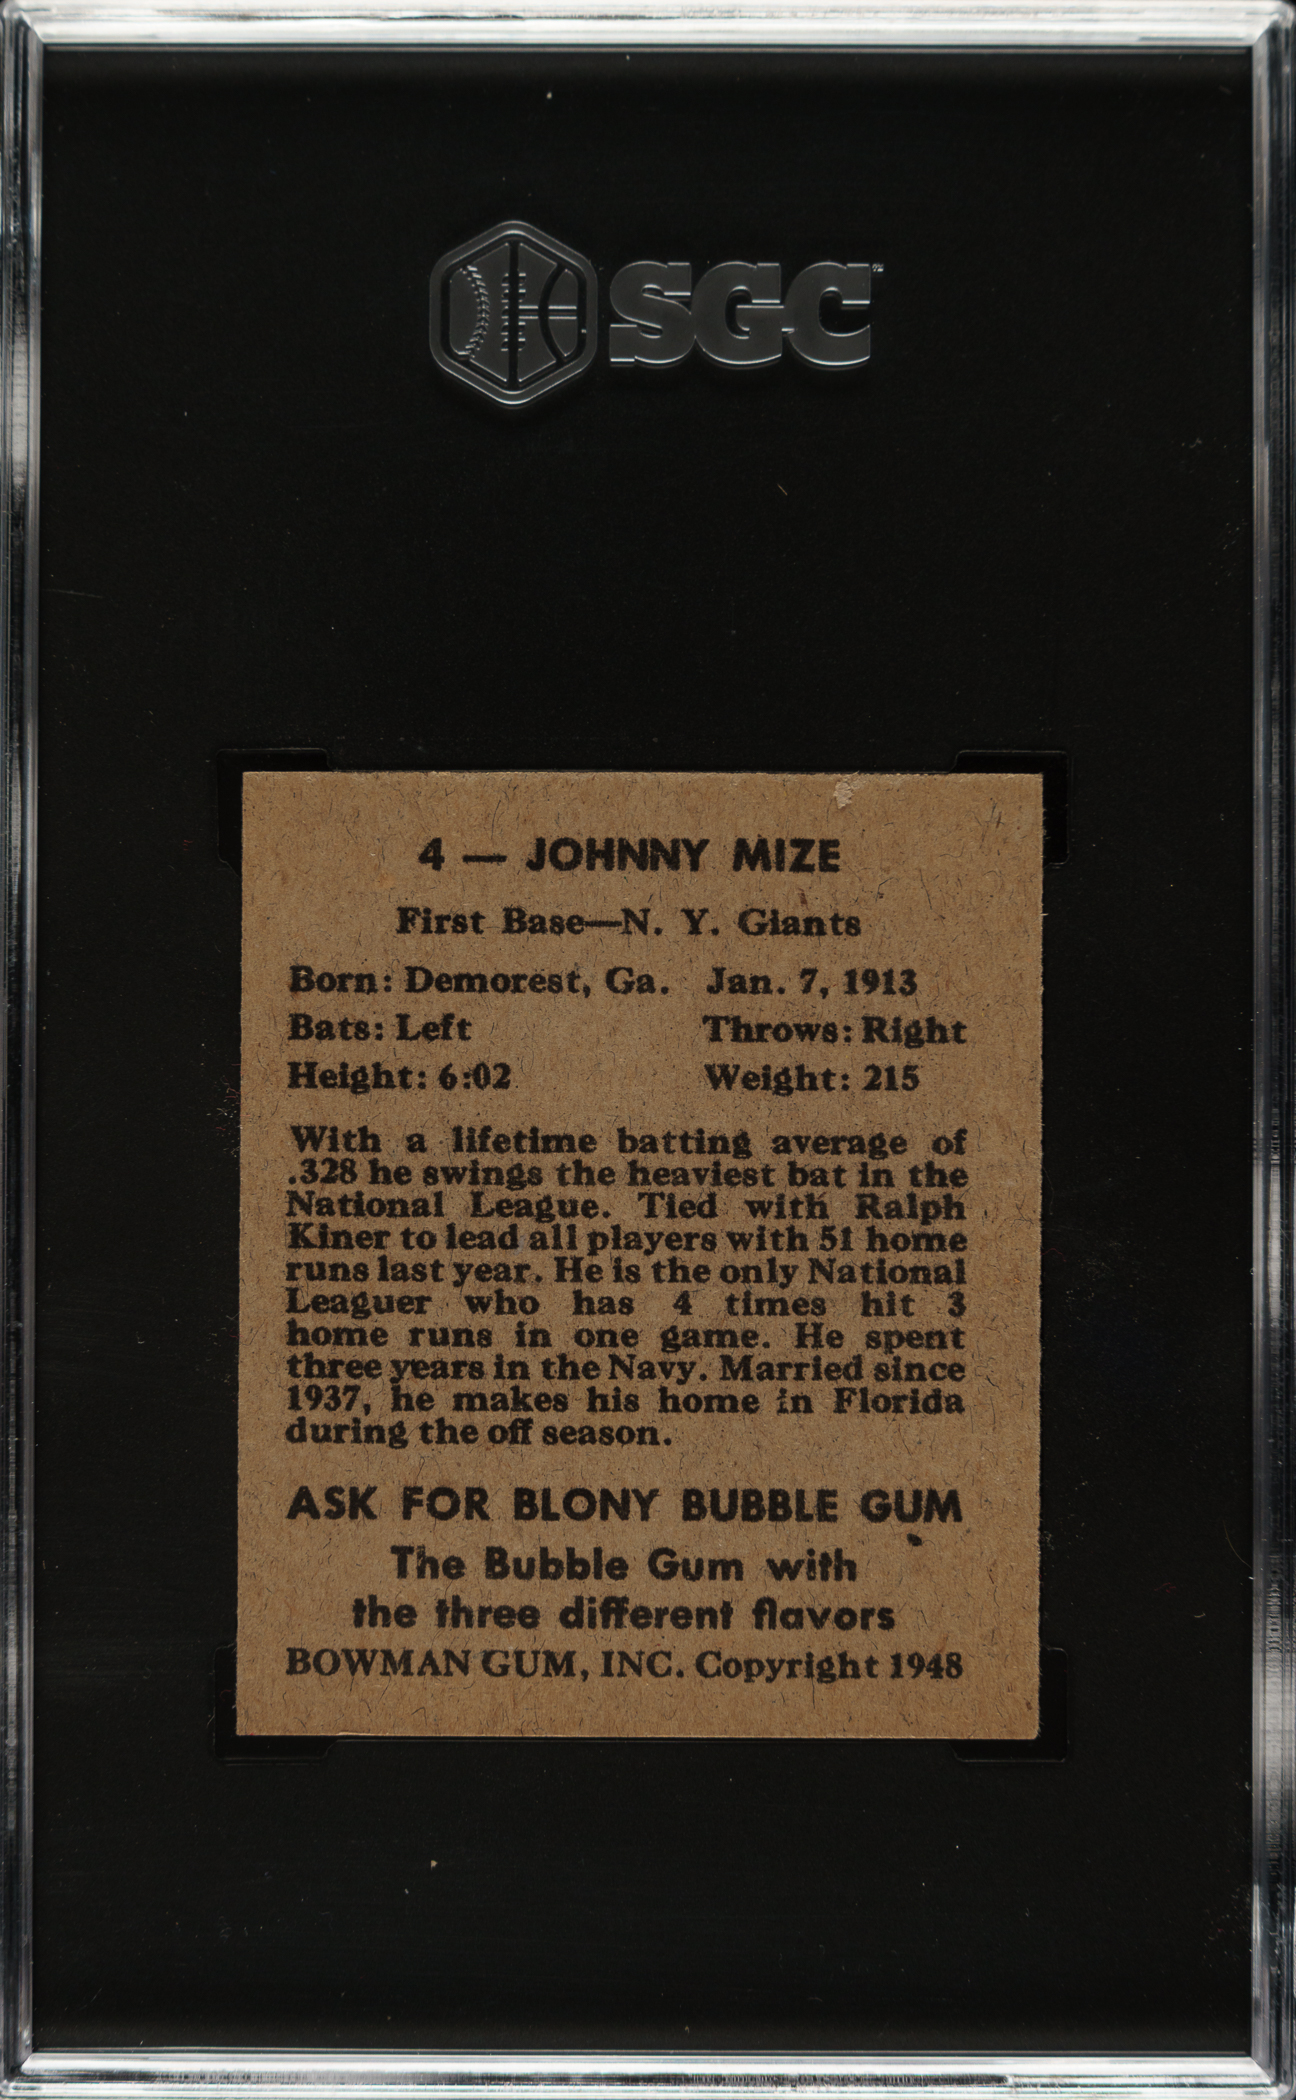 SGC™
4 — JOHNNY MIZE
First Base—N. Y. Giants
Born: Demorest, Ga. Jan. 7, 1913
Bats: Left Throws: Right
Height: 6:02 Weight: 215
With a lifetime batting average of
.328 he swings the heaviest bat in the
National League. Tied with Ralph
Kiner to lead all players with 51 home
runs last year. He is the only National
Leaguer who has 4 times hit 3
home runs in one game. He spent
three years in the Navy. Married since
1937, he makes his home in Florida
during the off season.
ASK FOR BLONY BUBBLE GUM
The Bubble Gum with
the three different flavors
BOWMAN GUM, INC. Copyright 1948